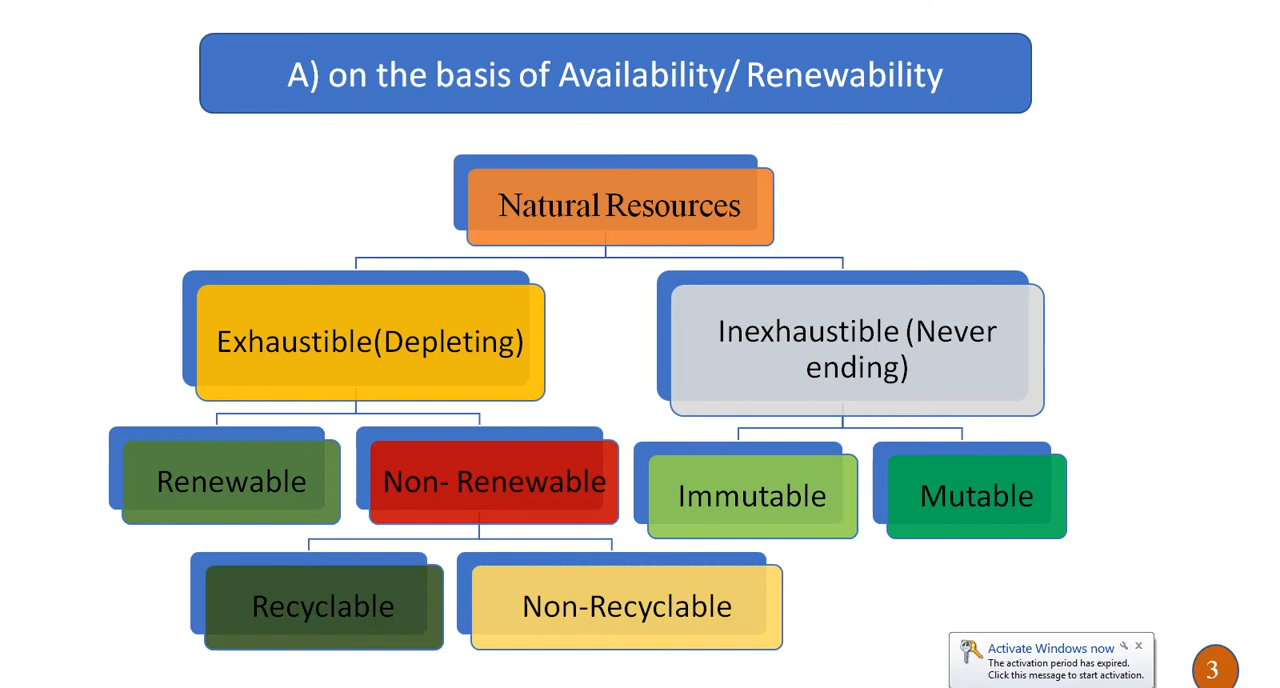 A) on the basis of Availability/ Renewability
Natural Resources
Exhaustible(Depleting)
Inexhaustible (Never
ending)
Renewable
Non- Renewable
Immutable
Mutable
Recyclable
Non-Recyclable
Activate Windows now
The activation period has expired.
Click this message to start activation.
3